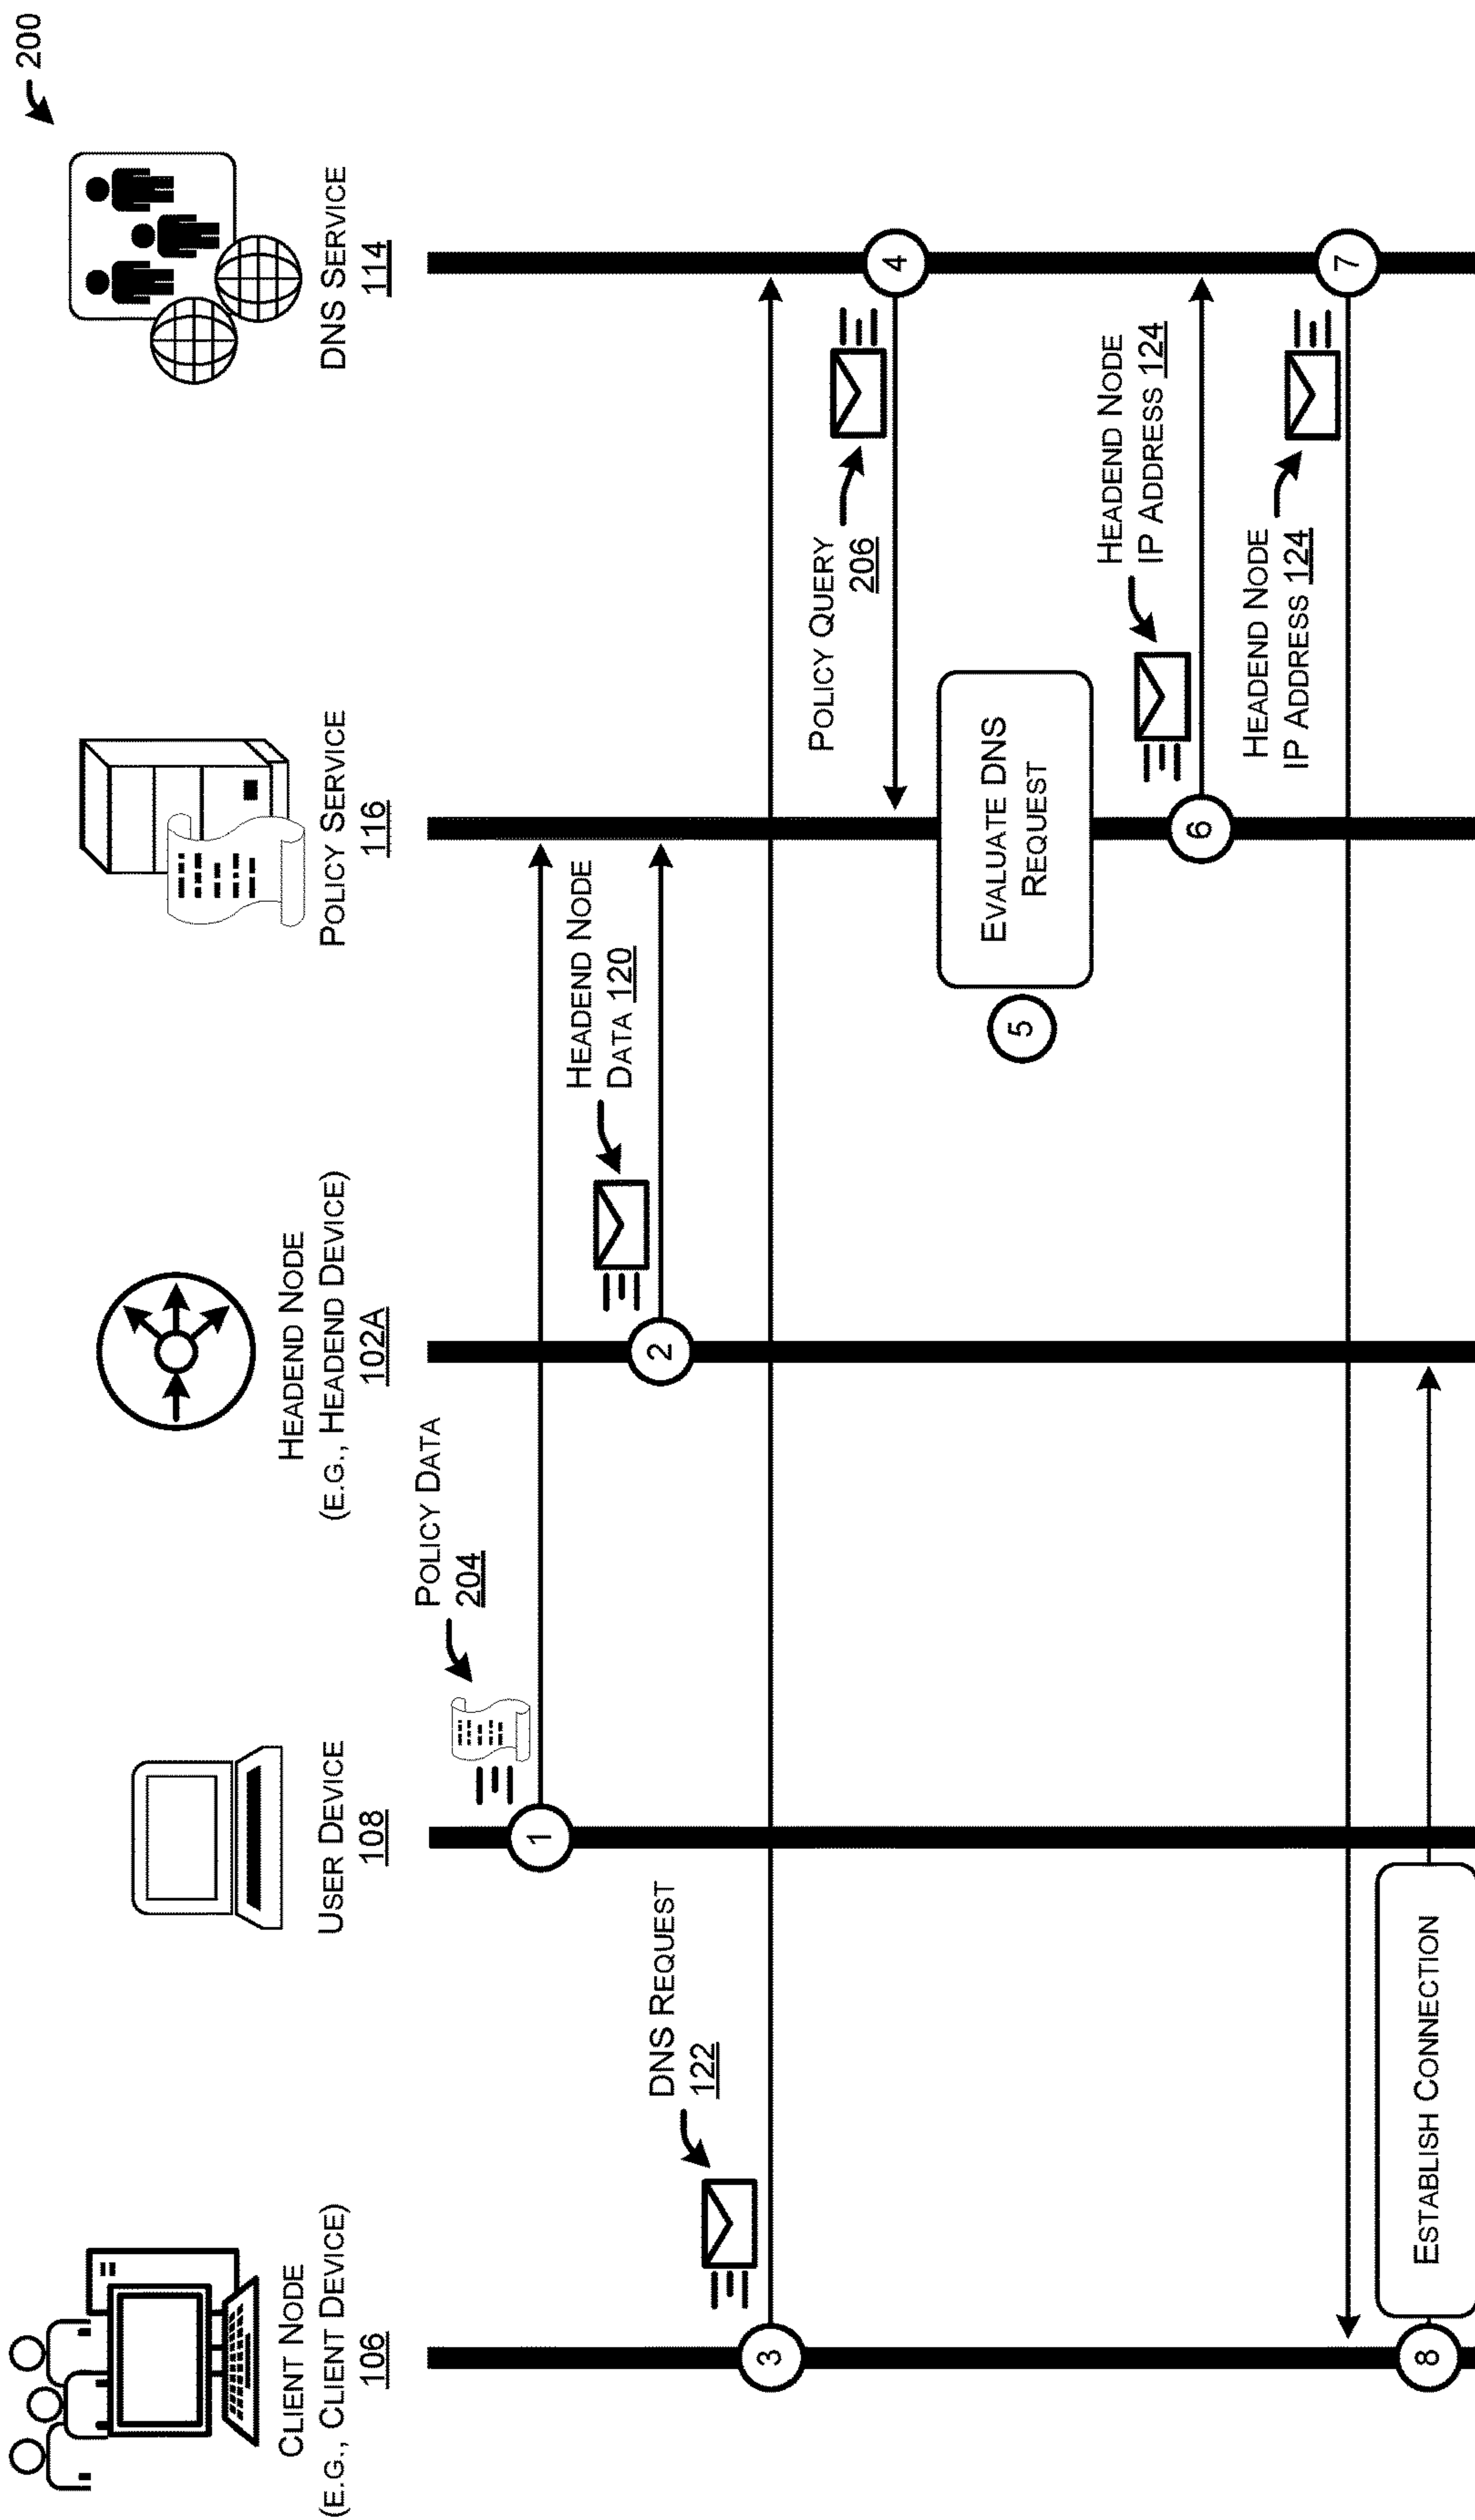 200
CLIENT NODE
(E.G., CLIENT DEVICE)
106
USER DEVICE
108
HEADEND NODE
(E.G., HEADEND DEVICE)
102A
POLICY SERVICE
116
DNS SERVICE
114
POLICY DATA
204
1
HEADEND NODE
DATA 120
2
DNS REQUEST
122
3
POLICY QUERY
206
4
5
EVALUATE DNS
REQUEST
HEADEND NODE
IP ADDRESS 124
6
HEADEND NODE
IP ADDRESS 124
7
8
ESTABLISH CONNECTION